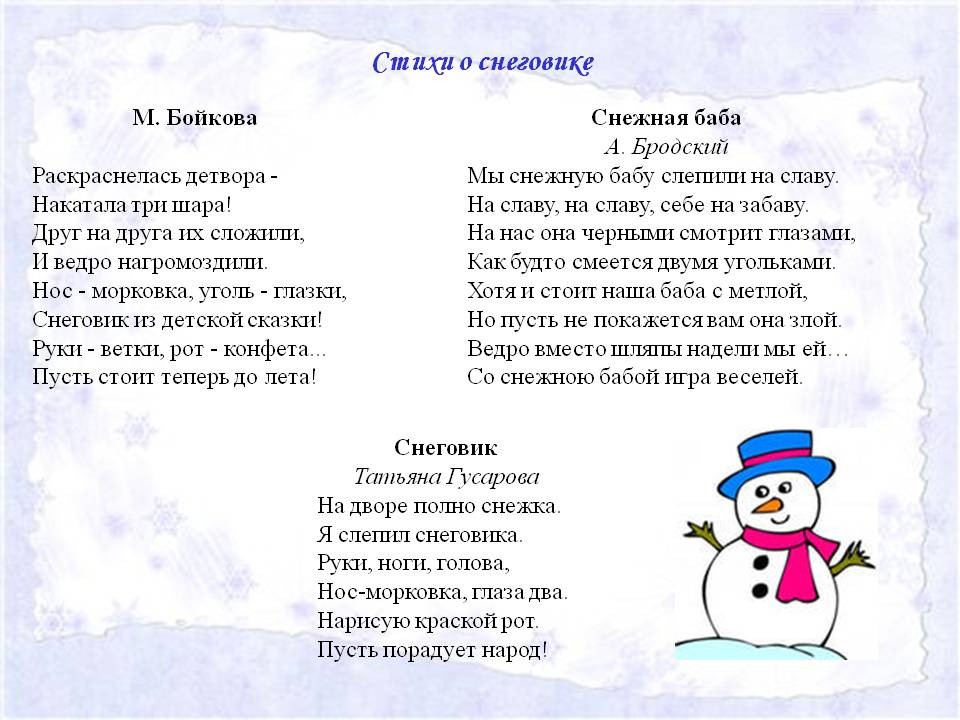 Стихи о снеговике
М. Бойкова
Раскраснелась детвора -
Накатала три шара!
Друг на друга их сложили,
И ведро нагромоздили.
Нос - морковка, уголь - глазки,
Снеговик из детской сказки!
Руки - ветки, рот - конфета...
Пусть стоит теперь до лета!
Снежная баба
А. Бродский
Мы снежную бабу слепили на славу.
На славу, на славу, себе на забаву.
На нас она черными смотрит глазами,
Как будто смеется двумя угольками.
Хотя и стоит наша баба с метлой,
Но пусть не покажется вам она злой.
Ведро вместо шляпы надели мы ей…
Со снежною бабой игра веселей.
Снеговик
Татьяна Гусарова
На дворе полно снежка.
Я слепил снеговика.
Руки, ноги, голова,
Нос-морковка, глаза два.
Нарисую краской рот.
Пусть порадует народ!